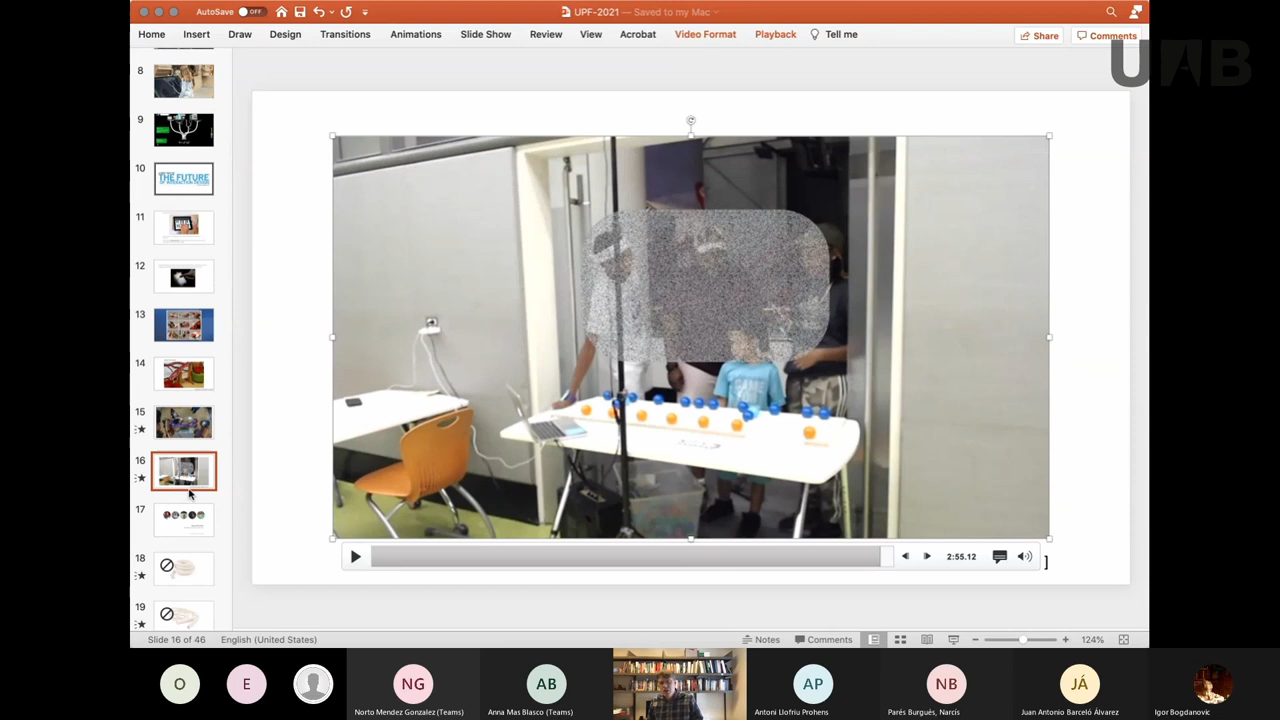 AutoSave OFF
UPF-2021 — Saved to my Mac
Home Insert Draw Design Transitions Animations Slide Show Review View Acrobat Video Format Playback Tell me Share Comments
UAB
8
9
10
THE FUTURE
11
12
13
14
15
16
17
18
19
GAME
2:55.12
]
Slide 16 of 46 English (United States) Notes Comments 124%
O E NG AB AP NB JÁ
Norto Mendez Gonzalez (Teams) Anna Mas Blasco (Teams) Antoni Llofriu Prohens Parés Burguès, Narcís Juan Antonio Barceló Álvarez Igor Bogdanovic